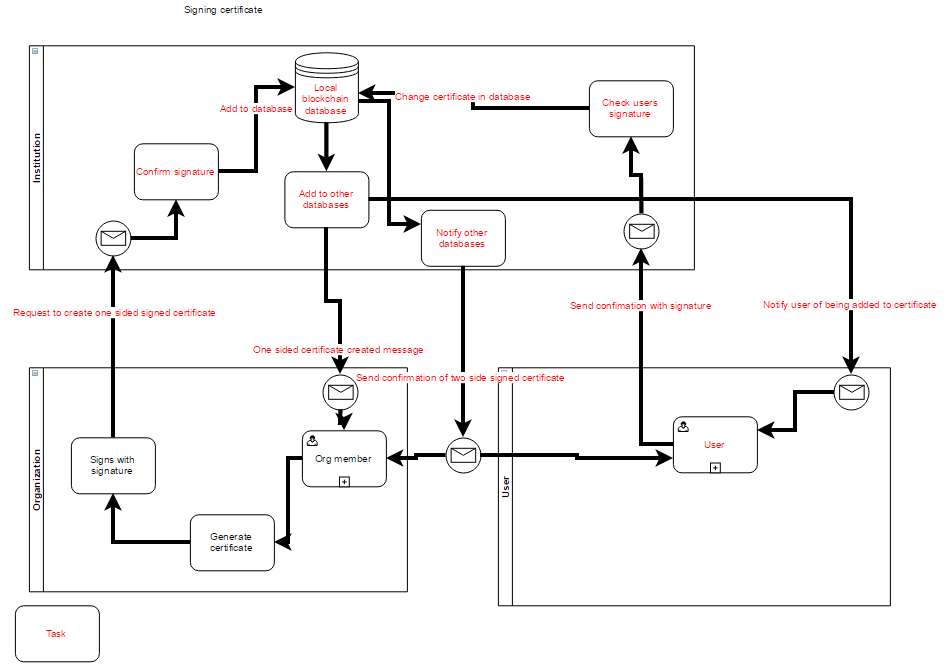 Signing certificate
Institution
Local
blockchain
database
Change certificate in database
Check users
signature
Add to database
Confirm signature
Add to other
databases
Notify other
databases
Request to create one sided signed certificate
Send confimation with signature
Notify user of being added to certificate
One sided certificate created message
Send confirmation of two side signed certificate
Organization
Signs with
signature
Org member
Generate
certificate
User
User
Task